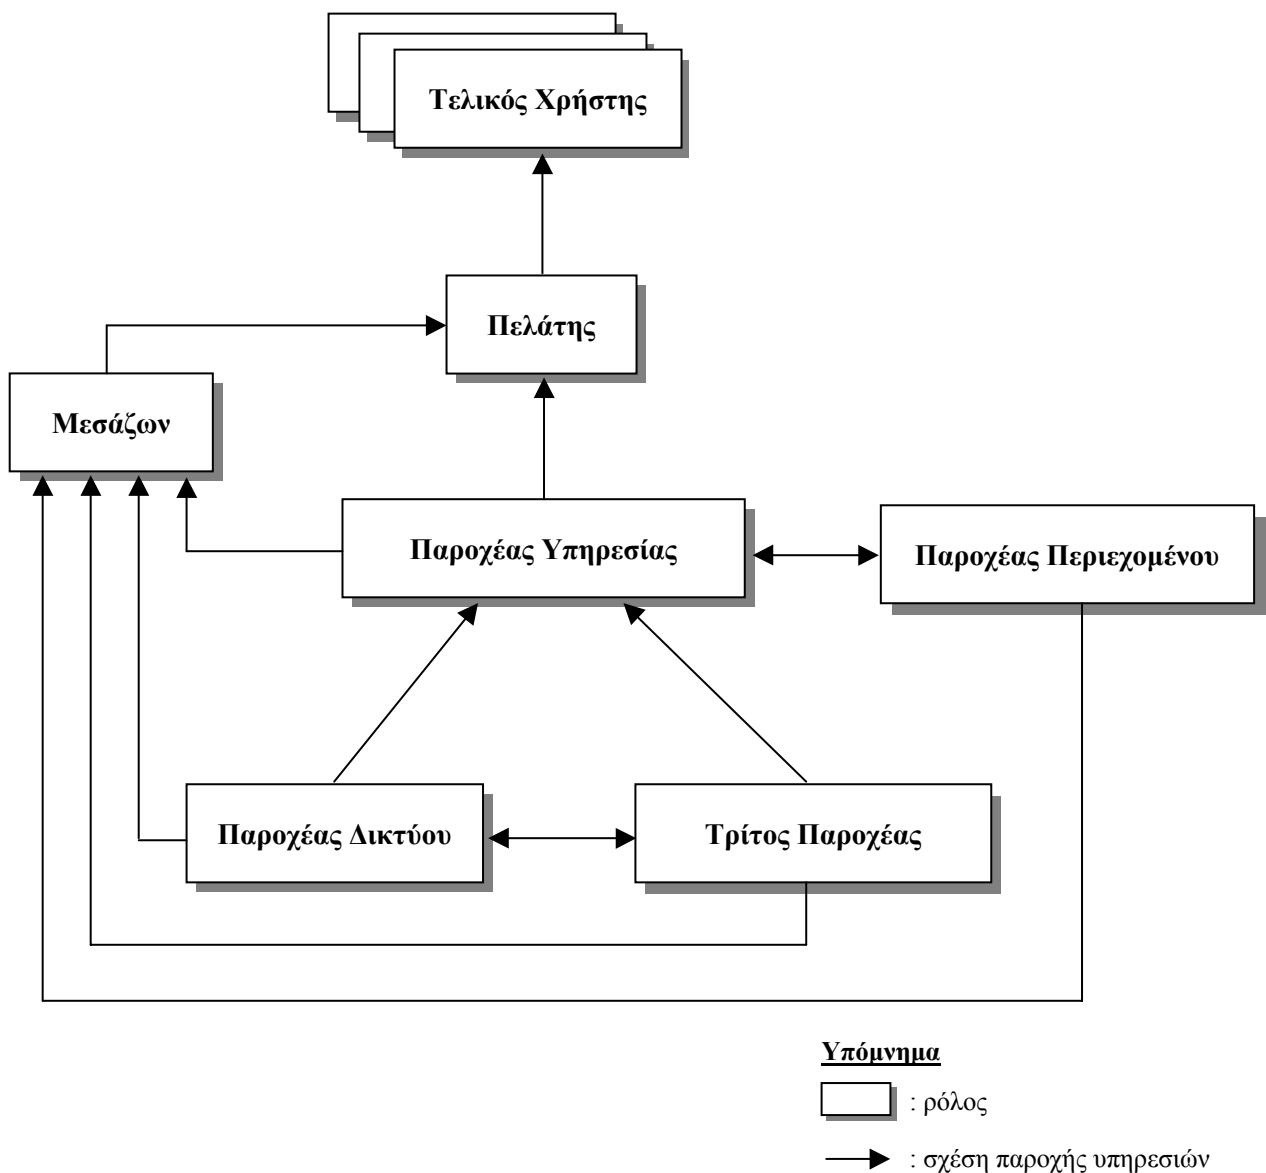 Τελικός Χρήστης
Πελάτης
Μεσάζων
Παροχέας Υπηρεσίας
Παροχέας Περιεχομένου
Παροχέας Δικτύου
Τρίτος Παροχέας
Υπόμνημα
: ρόλος
: σχέση παροχής υπηρεσιών